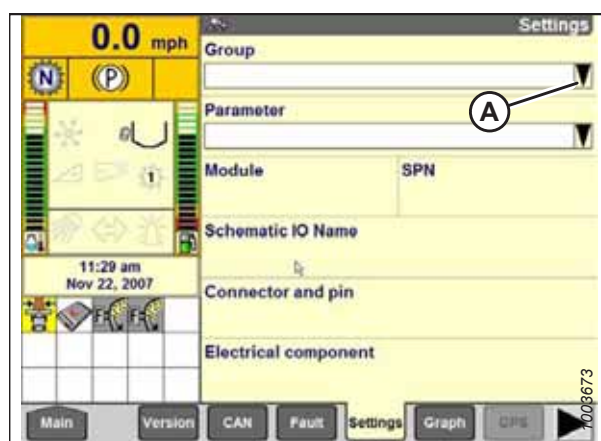 0.0 mph
N
(P)
G
1
11:29 am
Nov 22, 2007
F
F
Settings
Group
A
Parameter
Module SPN
Schematic IO Name
Connector and pin
Electrical component
Main Version CAN Fault Settings Graph GPS
1003673